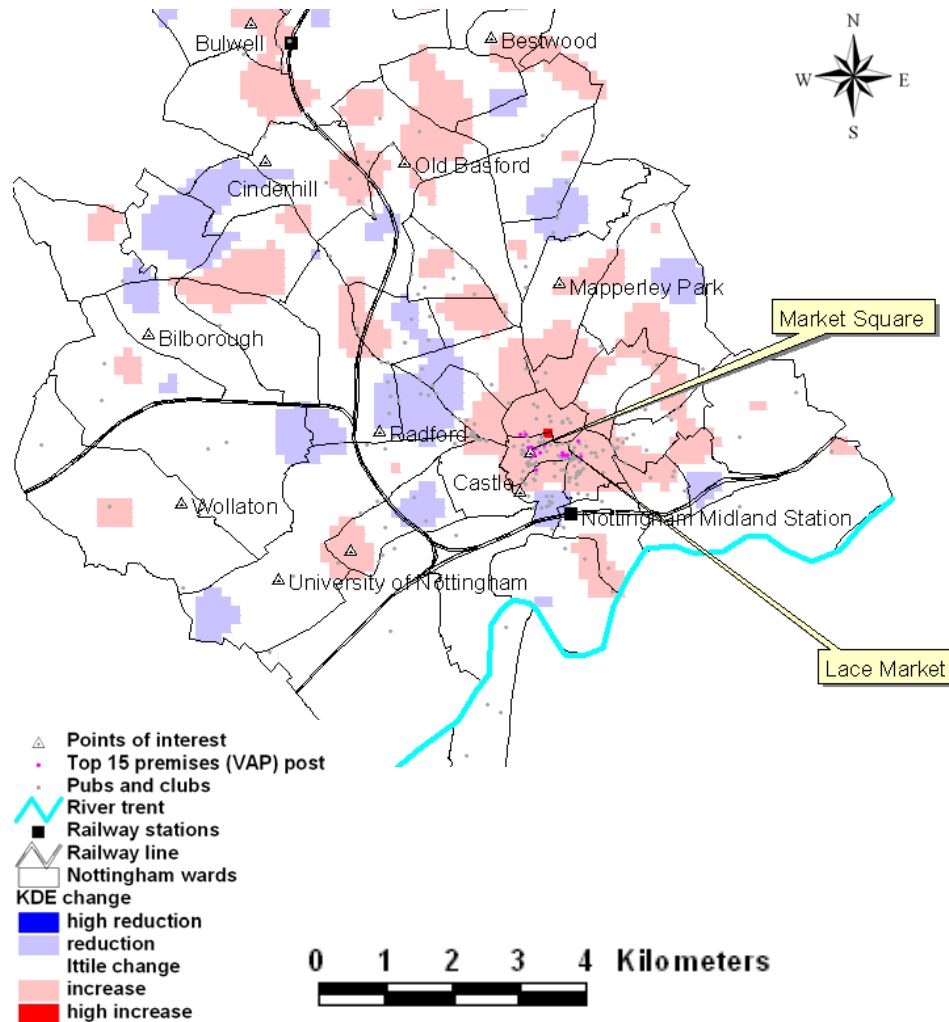 N
W
E
S
Bulwell
Bestwood
Cinderhill
Old Basford
Mapperley Park
Market Square
Bilborough
Radford
Castle
Wollaton
Nottingham Midland Station
University of Nottingham
Lace Market
Points of interest
Top 15 premises (VAP) post
Pubs and clubs
River trent
Railway stations
Railway line
Nottingham wards
KDE change
high reduction
reduction
lttile change
increase
high increase
0 1 2 3 4 Kilometers